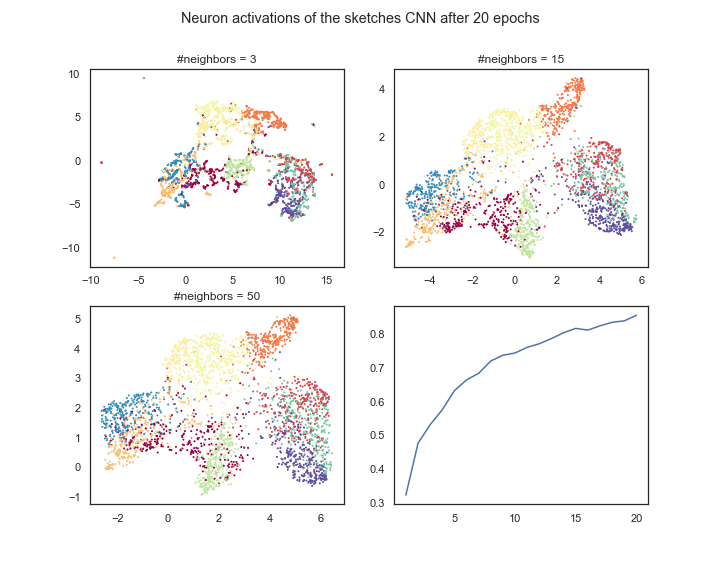 Neuron activations of the sketches CNN after 20 epochs
#neighbors = 3
#neighbors = 15
10
5
0
−5
−10
−10 −5 0 5 10 15
4
2
0
−2
−4 −2 0 2 4 6
#neighbors = 50
5
4
3
2
1
0
−1
−2 0 2 4 6
0.8
0.7
0.6
0.5
0.4
0.3
5 10 15 20